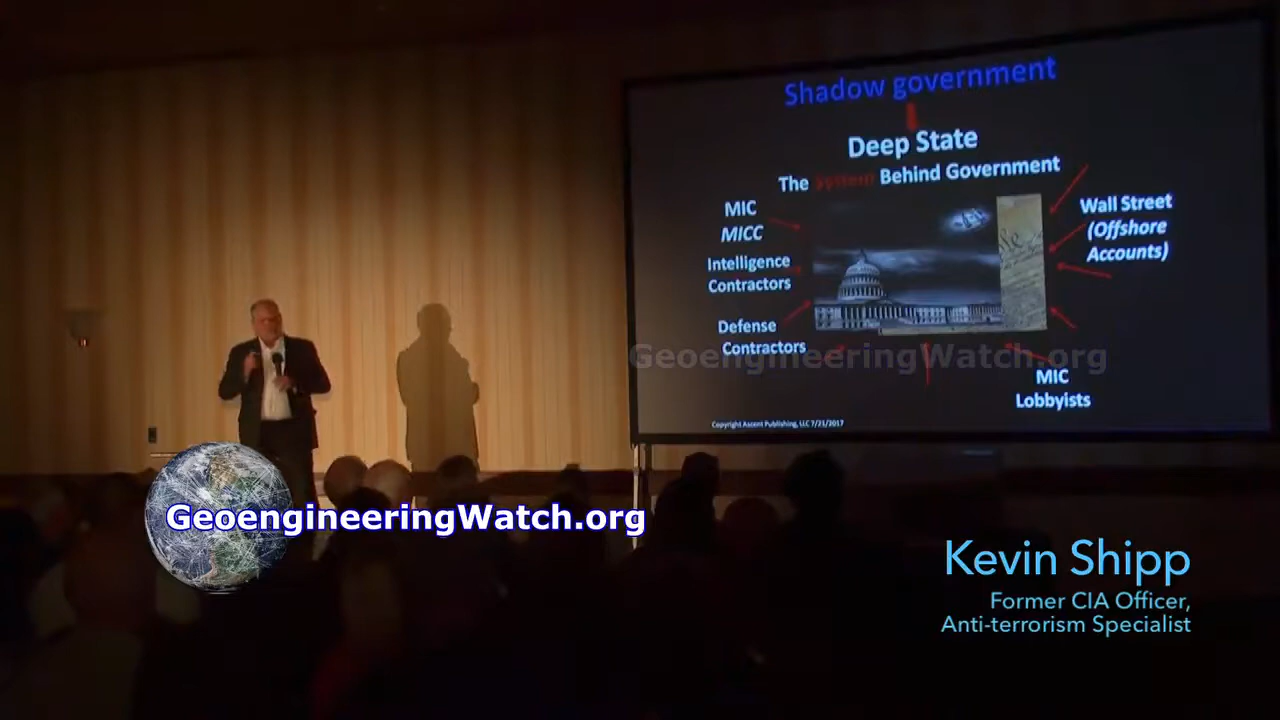 Shadow government
Deep State
The System Behind Government
MIC
MICC
Intelligence
Contractors
Defense
Contractors
Wall Street
(Offshore
Accounts)
MIC
Lobbyists
Copyright Ascent Publishing, LLC 7/21/2017
GeoengineeringWatch.org
GeoengineeringWatch.org
Kevin Shipp
Former CIA Officer,
Anti-terrorism Specialist